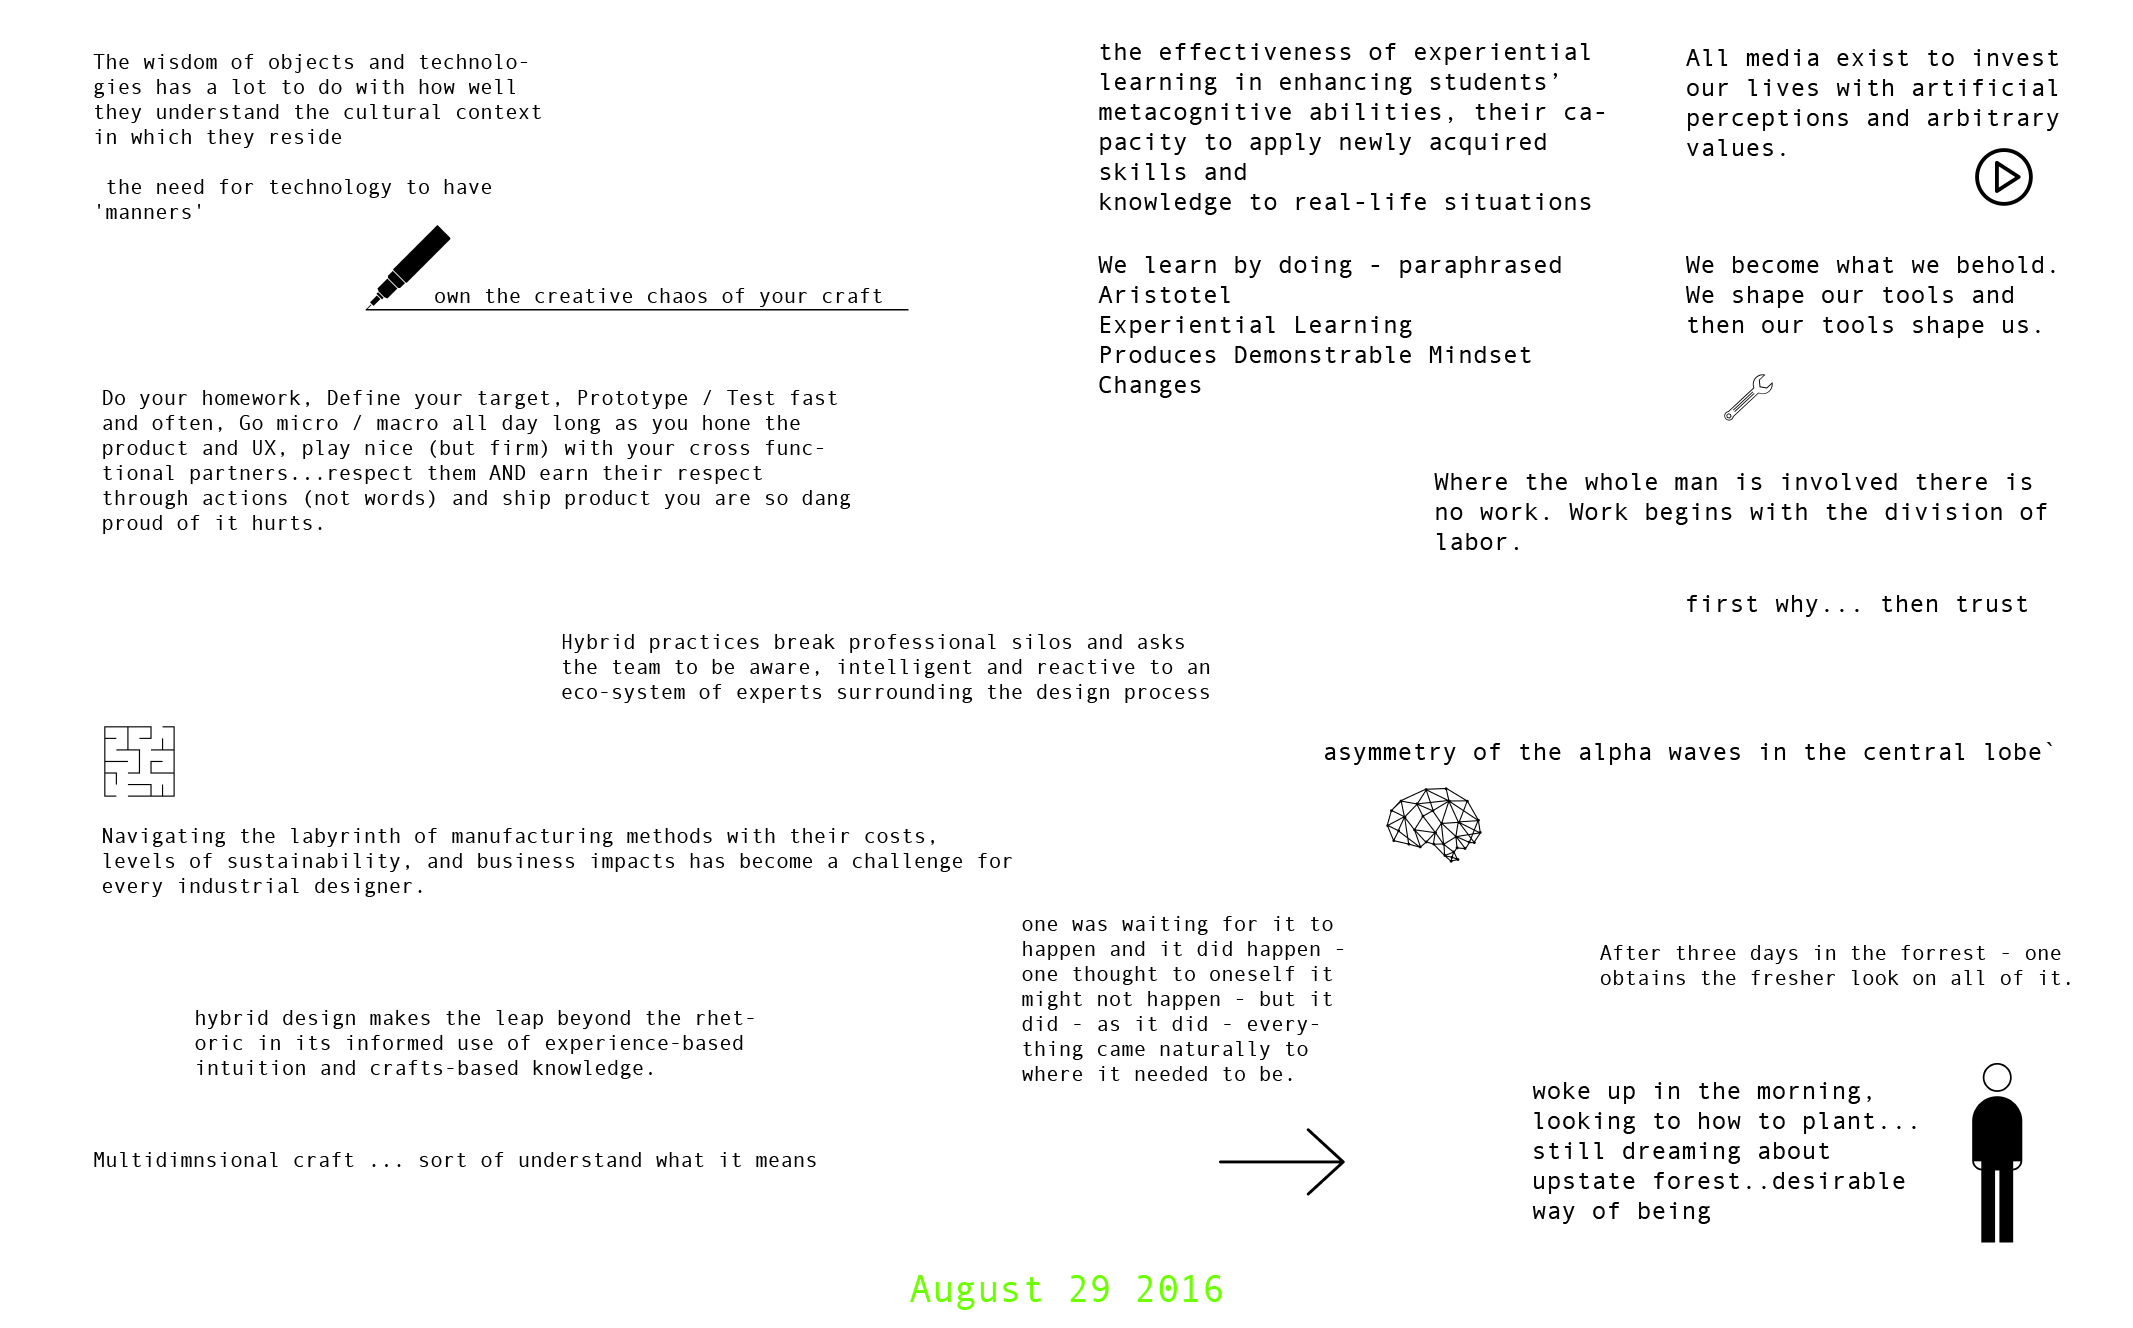 The wisdom of objects and technolo-
gies has a lot to do with how well
they understand the cultural context
in which they reside
the need for technology to have
'manners'
own the creative chaos of your craft
Do your homework, Define your target, Prototype / Test fast
and often, Go micro / macro all day long as you hone the
product and UX, play nice (but firm) with your cross func-
tional partners...respect them AND earn their respect
through actions (not words) and ship product you are so dang
proud of it hurts.
the effectiveness of experiential
learning in enhancing students’
metacognitive abilities, their ca-
pacity to apply newly acquired
skills and
knowledge to real-life situations
We learn by doing - paraphrased
Aristotel
Experiential Learning
Produces Demonstrable Mindset
Changes
All media exist to invest
our lives with artificial
perceptions and arbitrary
values.
We become what we behold.
We shape our tools and
then our tools shape us.
Where the whole man is involved there is
no work. Work begins with the division of
labor.
first why... then trust
Hybrid practices break professional silos and asks
the team to be aware, intelligent and reactive to an
eco-system of experts surrounding the design process
asymmetry of the alpha waves in the central lobe`
Navigating the labyrinth of manufacturing methods with their costs,
levels of sustainability, and business impacts has become a challenge for
every industrial designer.
one was waiting for it to
happen and it did happen -
one thought to oneself it
might not happen - but it
did - as it did - every-
thing came naturally to
where it needed to be.
After three days in the forrest - one
obtains the fresher look on all of it.
hybrid design makes the leap beyond the rhet-
oric in its informed use of experience-based
intuition and crafts-based knowledge.
woke up in the morning,
looking to how to plant...
still dreaming about
upstate forest..desirable
way of being
Multidimnsional craft ... sort of understand what it means
August 29 2016